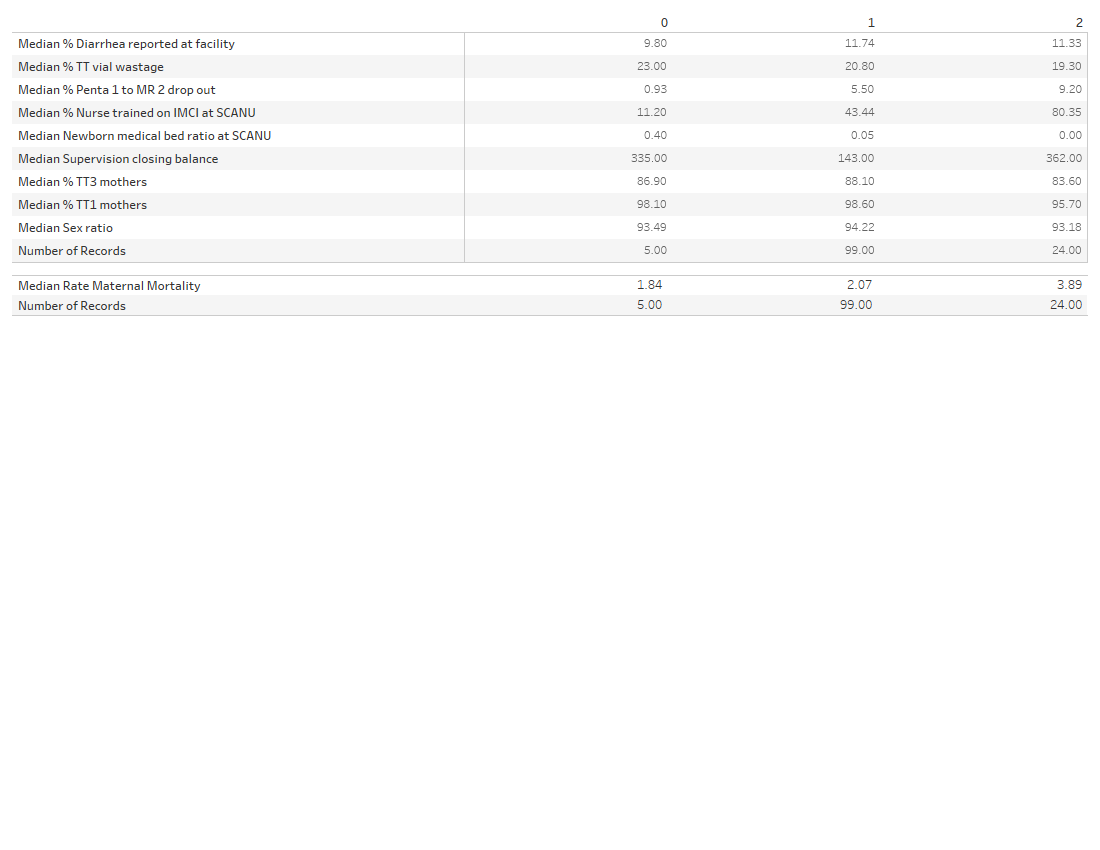 0 1 2
Median % Diarrhea reported at facility 9.80 11.74 11.33
Median % TT vial wastage 23.00 20.80 19.30
Median % Penta 1 to MR 2 drop out 0.93 5.50 9.20
Median % Nurse trained on IMCI at SCANU 11.20 43.44 80.35
Median Newborn medical bed ratio at SCANU 0.40 0.05 0.00
Median Supervision closing balance 335.00 143.00 362.00
Median % TT3 mothers 86.90 88.10 83.60
Median % TT1 mothers 98.10 98.60 95.70
Median Sex ratio 93.49 94.22 93.18
Number of Records 5.00 99.00 24.00
Median Rate Maternal Mortality 1.84 2.07 3.89
Number of Records 5.00 99.00 24.00